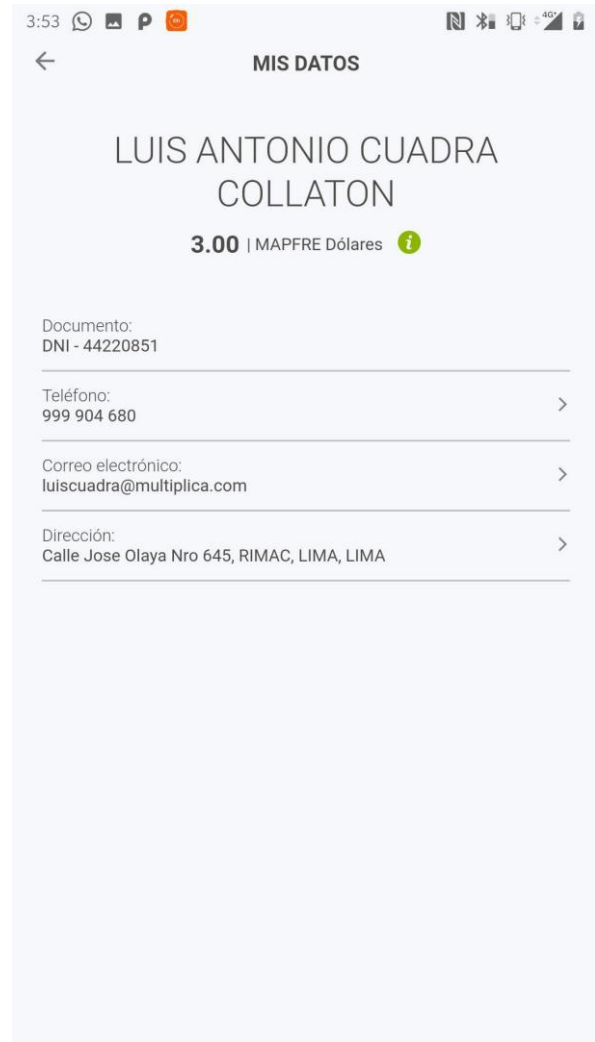 3:53
4G+
MIS DATOS
LUIS ANTONIO CUADRA
COLLATON
3.00 | MAPFRE Dólares i
Documento:
DNI - 44220851
Teléfono:
999 904 680
Correo electrónico:
luiscuadra@multiplica.com
Dirección:
Calle Jose Olaya Nro 645, RIMAC, LIMA, LIMA